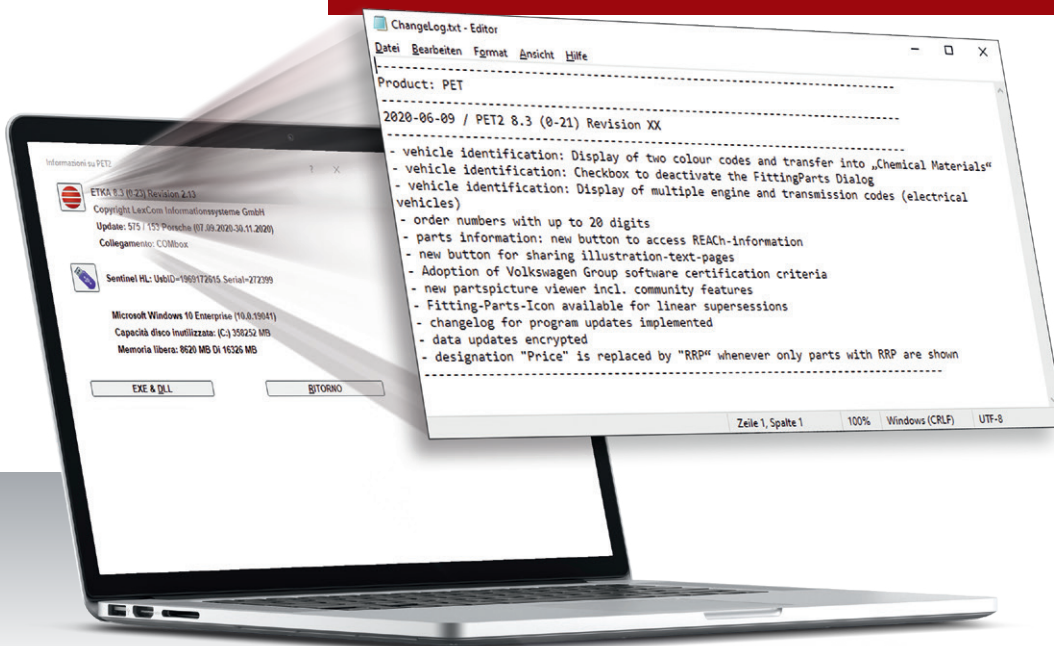 ChangeLog.txt - Editor
Datei Bearbeiten Format Ansicht Hilfe
----------------------------------------------------------------
Product: PET
----------------------------------------------------------------
2020-06-09 / PET2 8.3 (0-21) Revision XX
----------------------------------------------------------------
- vehicle identification: Display of two colour codes and transfer into „Chemical Materials“
- vehicle identification: Checkbox to deactivate the FittingParts Dialog
- vehicle identification: Display of multiple engine and transmission codes (electrical
vehicles)
- order numbers with up to 20 digits
- parts information: new button to access REACh-information
- new button for sharing illustration-text-pages
- Adoption of Volkswagen Group software certification criteria
- new partspicture viewer incl. community features
- Fitting-Parts-Icon available for linear supersessions
- changelog for program updates implemented
- data updates encrypted
- designation "Price" is replaced by "RRP“ whenever only parts with RRP are shown
----------------------------------------------------------------
Zeile 1, Spalte 1 100% Windows (CRLF) UTF-8
Informazioni su PET2 ? X
ETKA 8.3 (0-23) Revision 2.13
Copyright LexCom Informationssysteme GmbH
Update: 575 / 153 Porsche (07.09.2020-30.11.2020)
Collegamento: COMbox
Sentinel HL: UsbID=1969172615 Serial=272399
Microsoft Windows 10 Enterprise (10.0.19041)
Capacità disco inutilizzata: (C:) 358252 MB
Memoria libera: 8620 MB Di 16326 MB
EXE & DLL
RITORNO